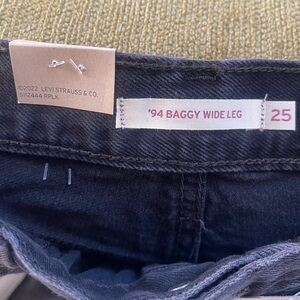 ©2022 LEVI STRAUSS & CO.
'94 BAGGY WIDE LEG
25